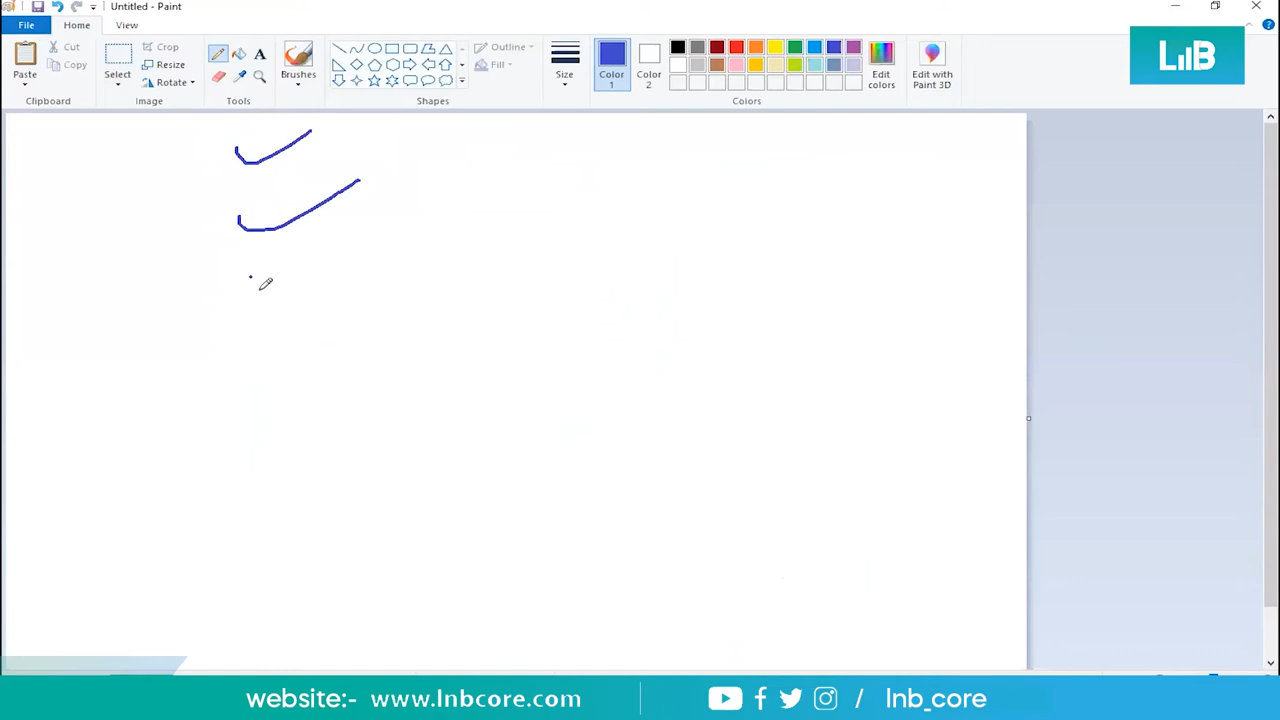 Untitled - Paint
File Home View
Paste
Cut
Copy
Clipboard
Select
Crop
Resize
Rotate
Image
Tools
Brushes
Shapes
Outline
Fill
Size
Color 1
Color 2
Colors
Edit colors
Edit with Paint 3D
LNB
website:- www.lnbcore.com / lnb_core